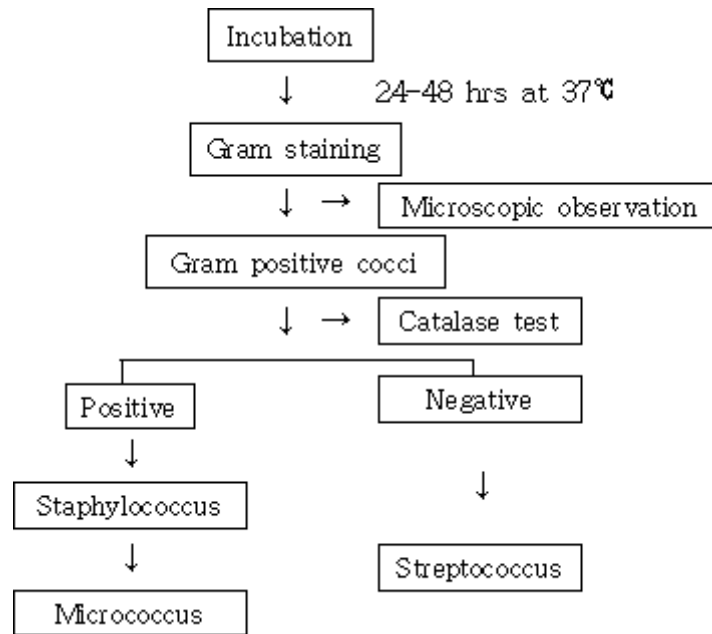 Incubation
↓ 24-48 hrs at 37℃
Gram staining
↓ → Microscopic observation
Gram positive cocci
↓ → Catalase test
Positive Negative
↓ ↓
Staphylococcus
↓ Streptococcus
Micrococcus